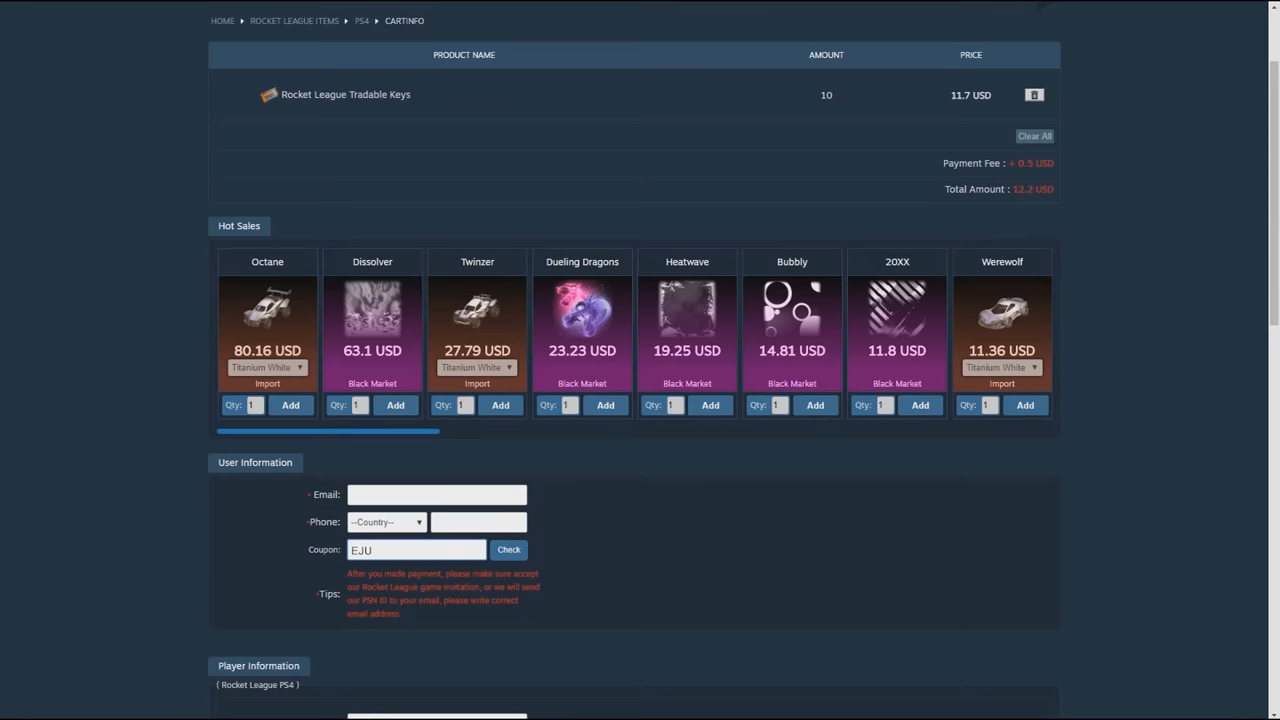 HOME ▸ ROCKET LEAGUE ITEMS ▸ PS4 ▸ CARTINFO
PRODUCT NAME AMOUNT PRICE
Rocket League Tradable Keys 10 11.7 USD
Clear All
Payment Fee : + 0.5 USD
Total Amount : 12.2 USD
Hot Sales
Octane Dissolver Twinzer Dueling Dragons Heatwave Bubbly 20XX Werewolf
80.16 USD 63.1 USD 27.79 USD 23.23 USD 19.25 USD 14.81 USD 11.8 USD 11.36 USD
Titanium White ▼ Titanium White ▼ Titanium White ▼
Import Black Market Import Black Market Black Market Black Market Black Market Import
Qty: 1 Add Qty: 1 Add Qty: 1 Add Qty: 1 Add Qty: 1 Add Qty: 1 Add Qty: 1 Add Qty: 1 Add
User Information
* Email:
*Phone: --Country-- ▼
Coupon: EJU Check
After you made payment, please make sure accept
our Rocket League game invitation, or we will send
*Tips: our PSN ID to your email, please write correct
email address.
Player Information
( Rocket League PS4 )